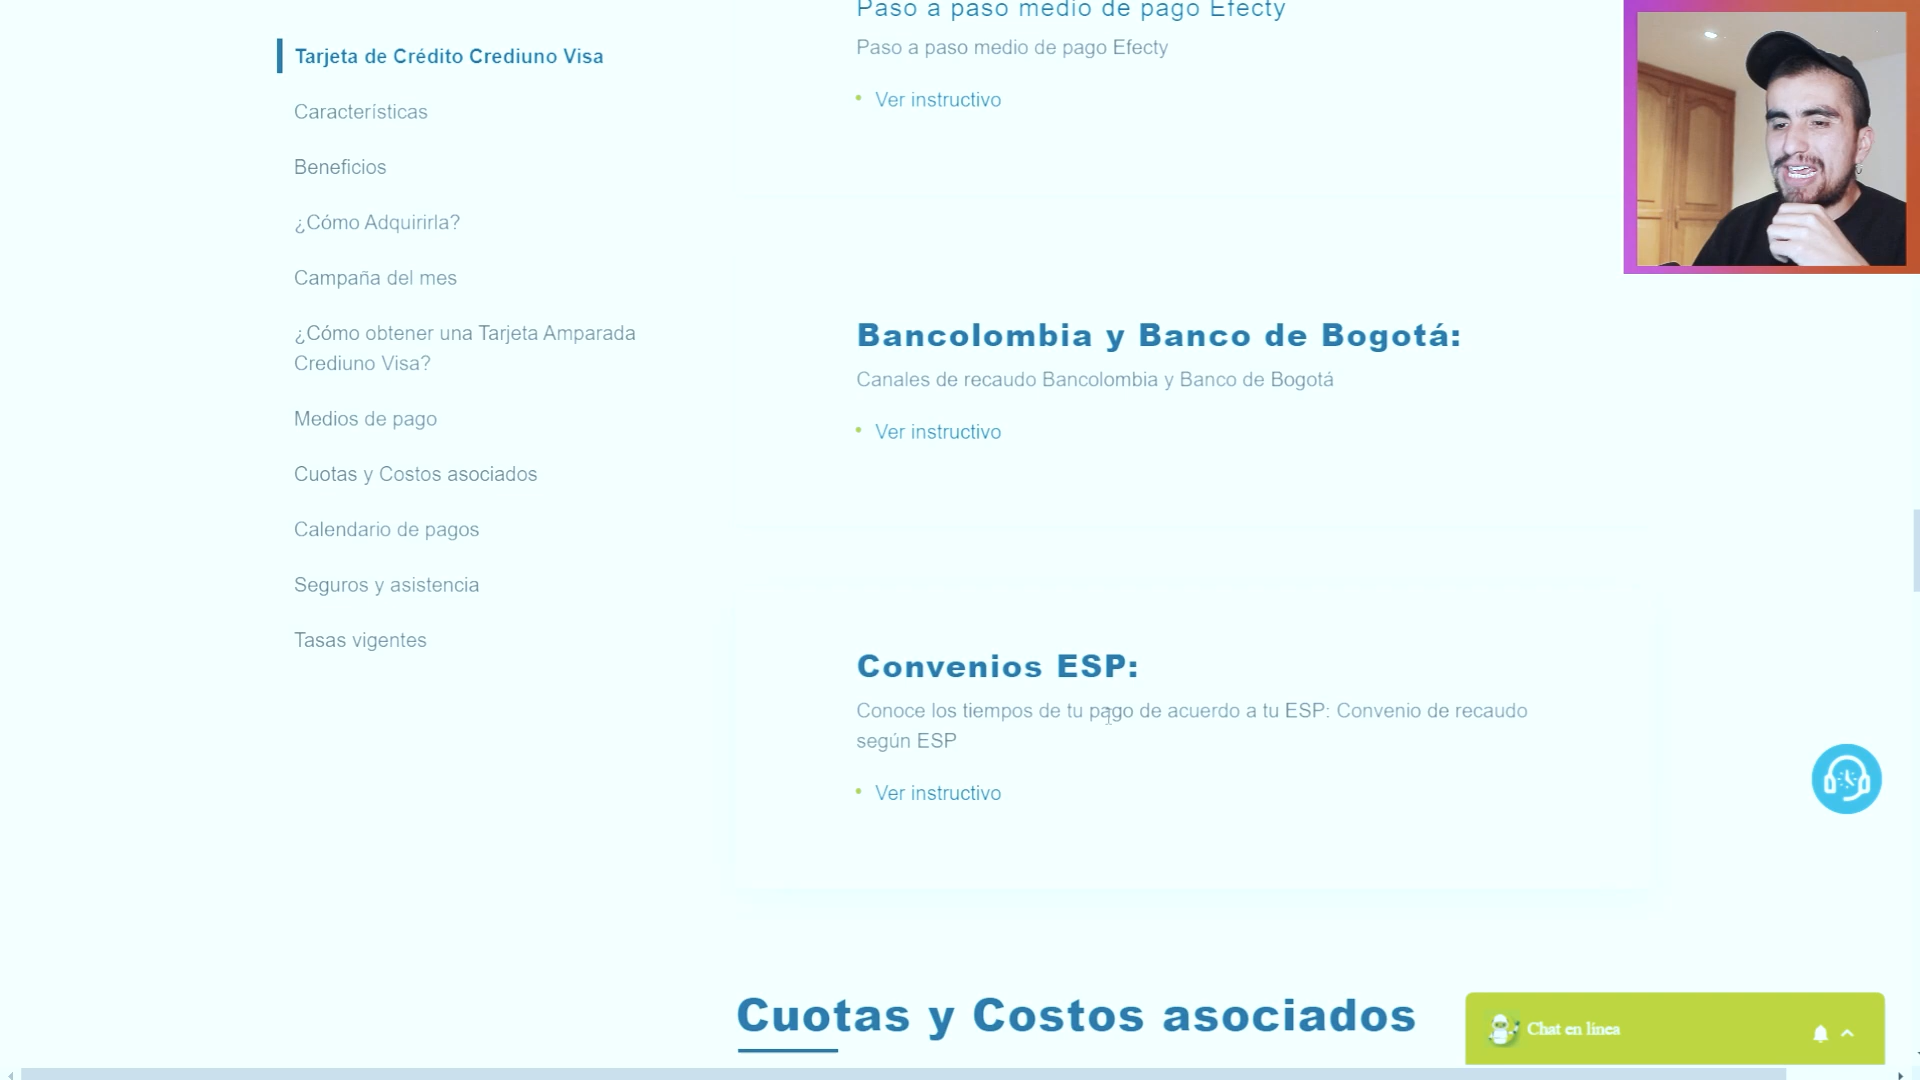 Tarjeta de Crédito Crediuno Visa
Características
Beneficios
¿Cómo Adquirirla?
Campaña del mes
¿Cómo obtener una Tarjeta Amparada
Crediuno Visa?
Medios de pago
Cuotas y Costos asociados
Calendario de pagos
Seguros y asistencia
Tasas vigentes
Paso a paso medio de pago Efecty
Paso a paso medio de pago Efecty
Ver instructivo
Bancolombia y Banco de Bogotá:
Canales de recaudo Bancolombia y Banco de Bogotá
Ver instructivo
Convenios ESP:
Conoce los tiempos de tu pago de acuerdo a tu ESP: Convenio de recaudo
según ESP
Ver instructivo
Cuotas y Costos asociados
Chat en línea